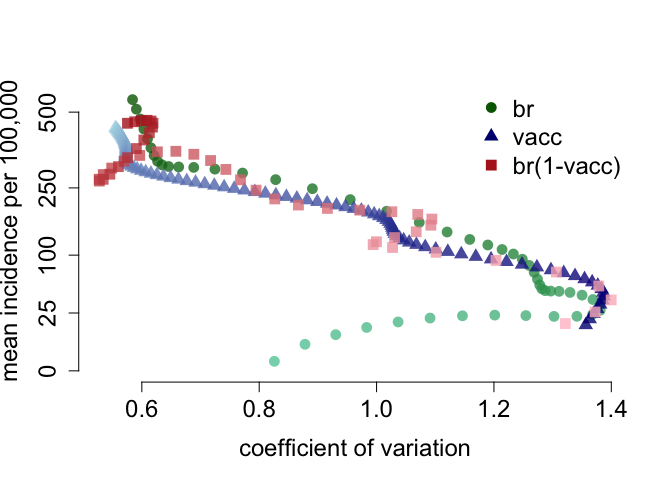 br
vacc
br(1-vacc)
mean incidence per 100,000
500
250
100
25
0
0.6 0.8 1.0 1.2 1.4
coefficient of variation